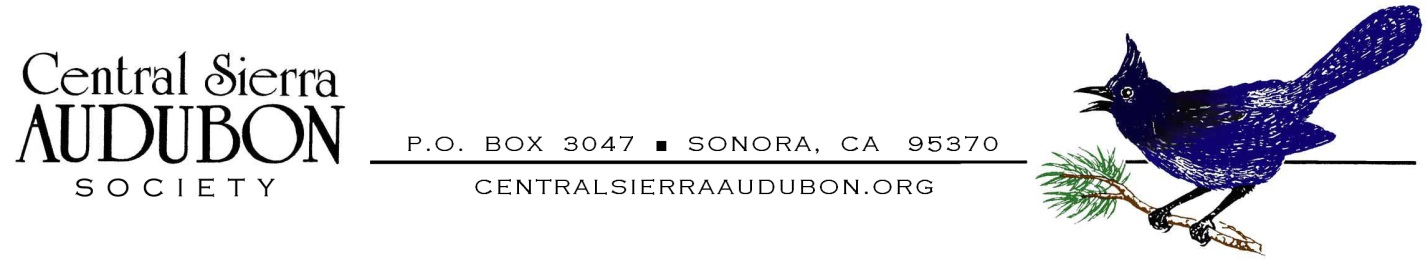 Central Sierra
AUDUBON
SOCIETY
P.O. BOX 3047 ▪ SONORA, CA 95370
CENTRALSIERRAAUDUBON.ORG